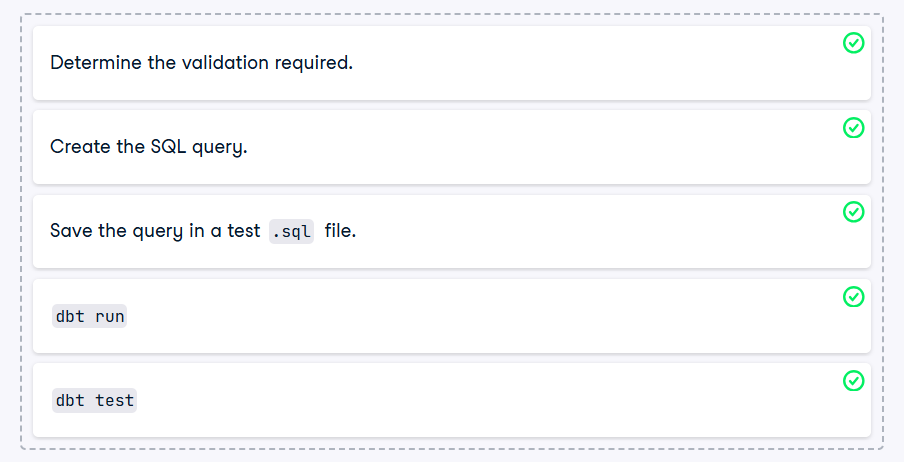 Determine the validation required.
Create the SQL query.
Save the query in a test .sql file.
dbt run
dbt test